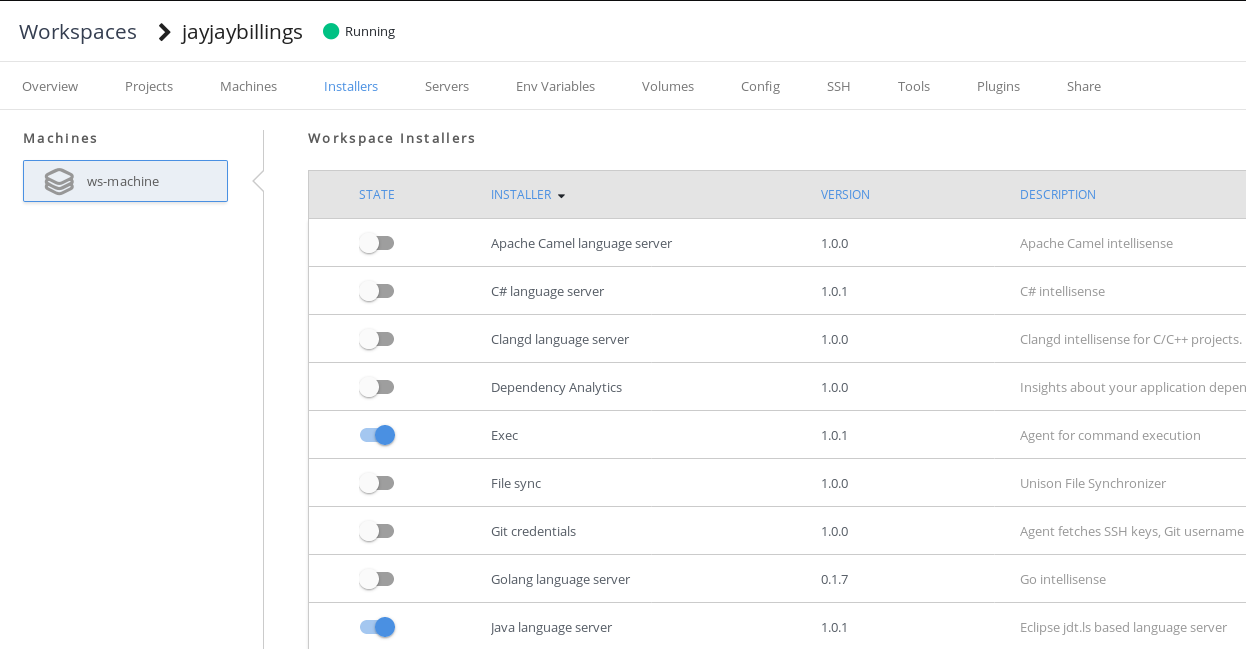 Workspaces jayjaybillings Running
Overview Projects Machines Installers Servers Env Variables Volumes Config SSH Tools Plugins Share
Machines
ws-machine
Workspace Installers
STATE INSTALLER VERSION DESCRIPTION
Apache Camel language server 1.0.0 Apache Camel intellisense
C# language server 1.0.1 C# intellisense
Clangd language server 1.0.0 Clangd intellisense for C/C++ projects.
Dependency Analytics 1.0.0 Insights about your application depen
Exec 1.0.1 Agent for command execution
File sync 1.0.0 Unison File Synchronizer
Git credentials 1.0.0 Agent fetches SSH keys, Git username
Golang language server 0.1.7 Go intellisense
Java language server 1.0.1 Eclipse jdt.ls based language server